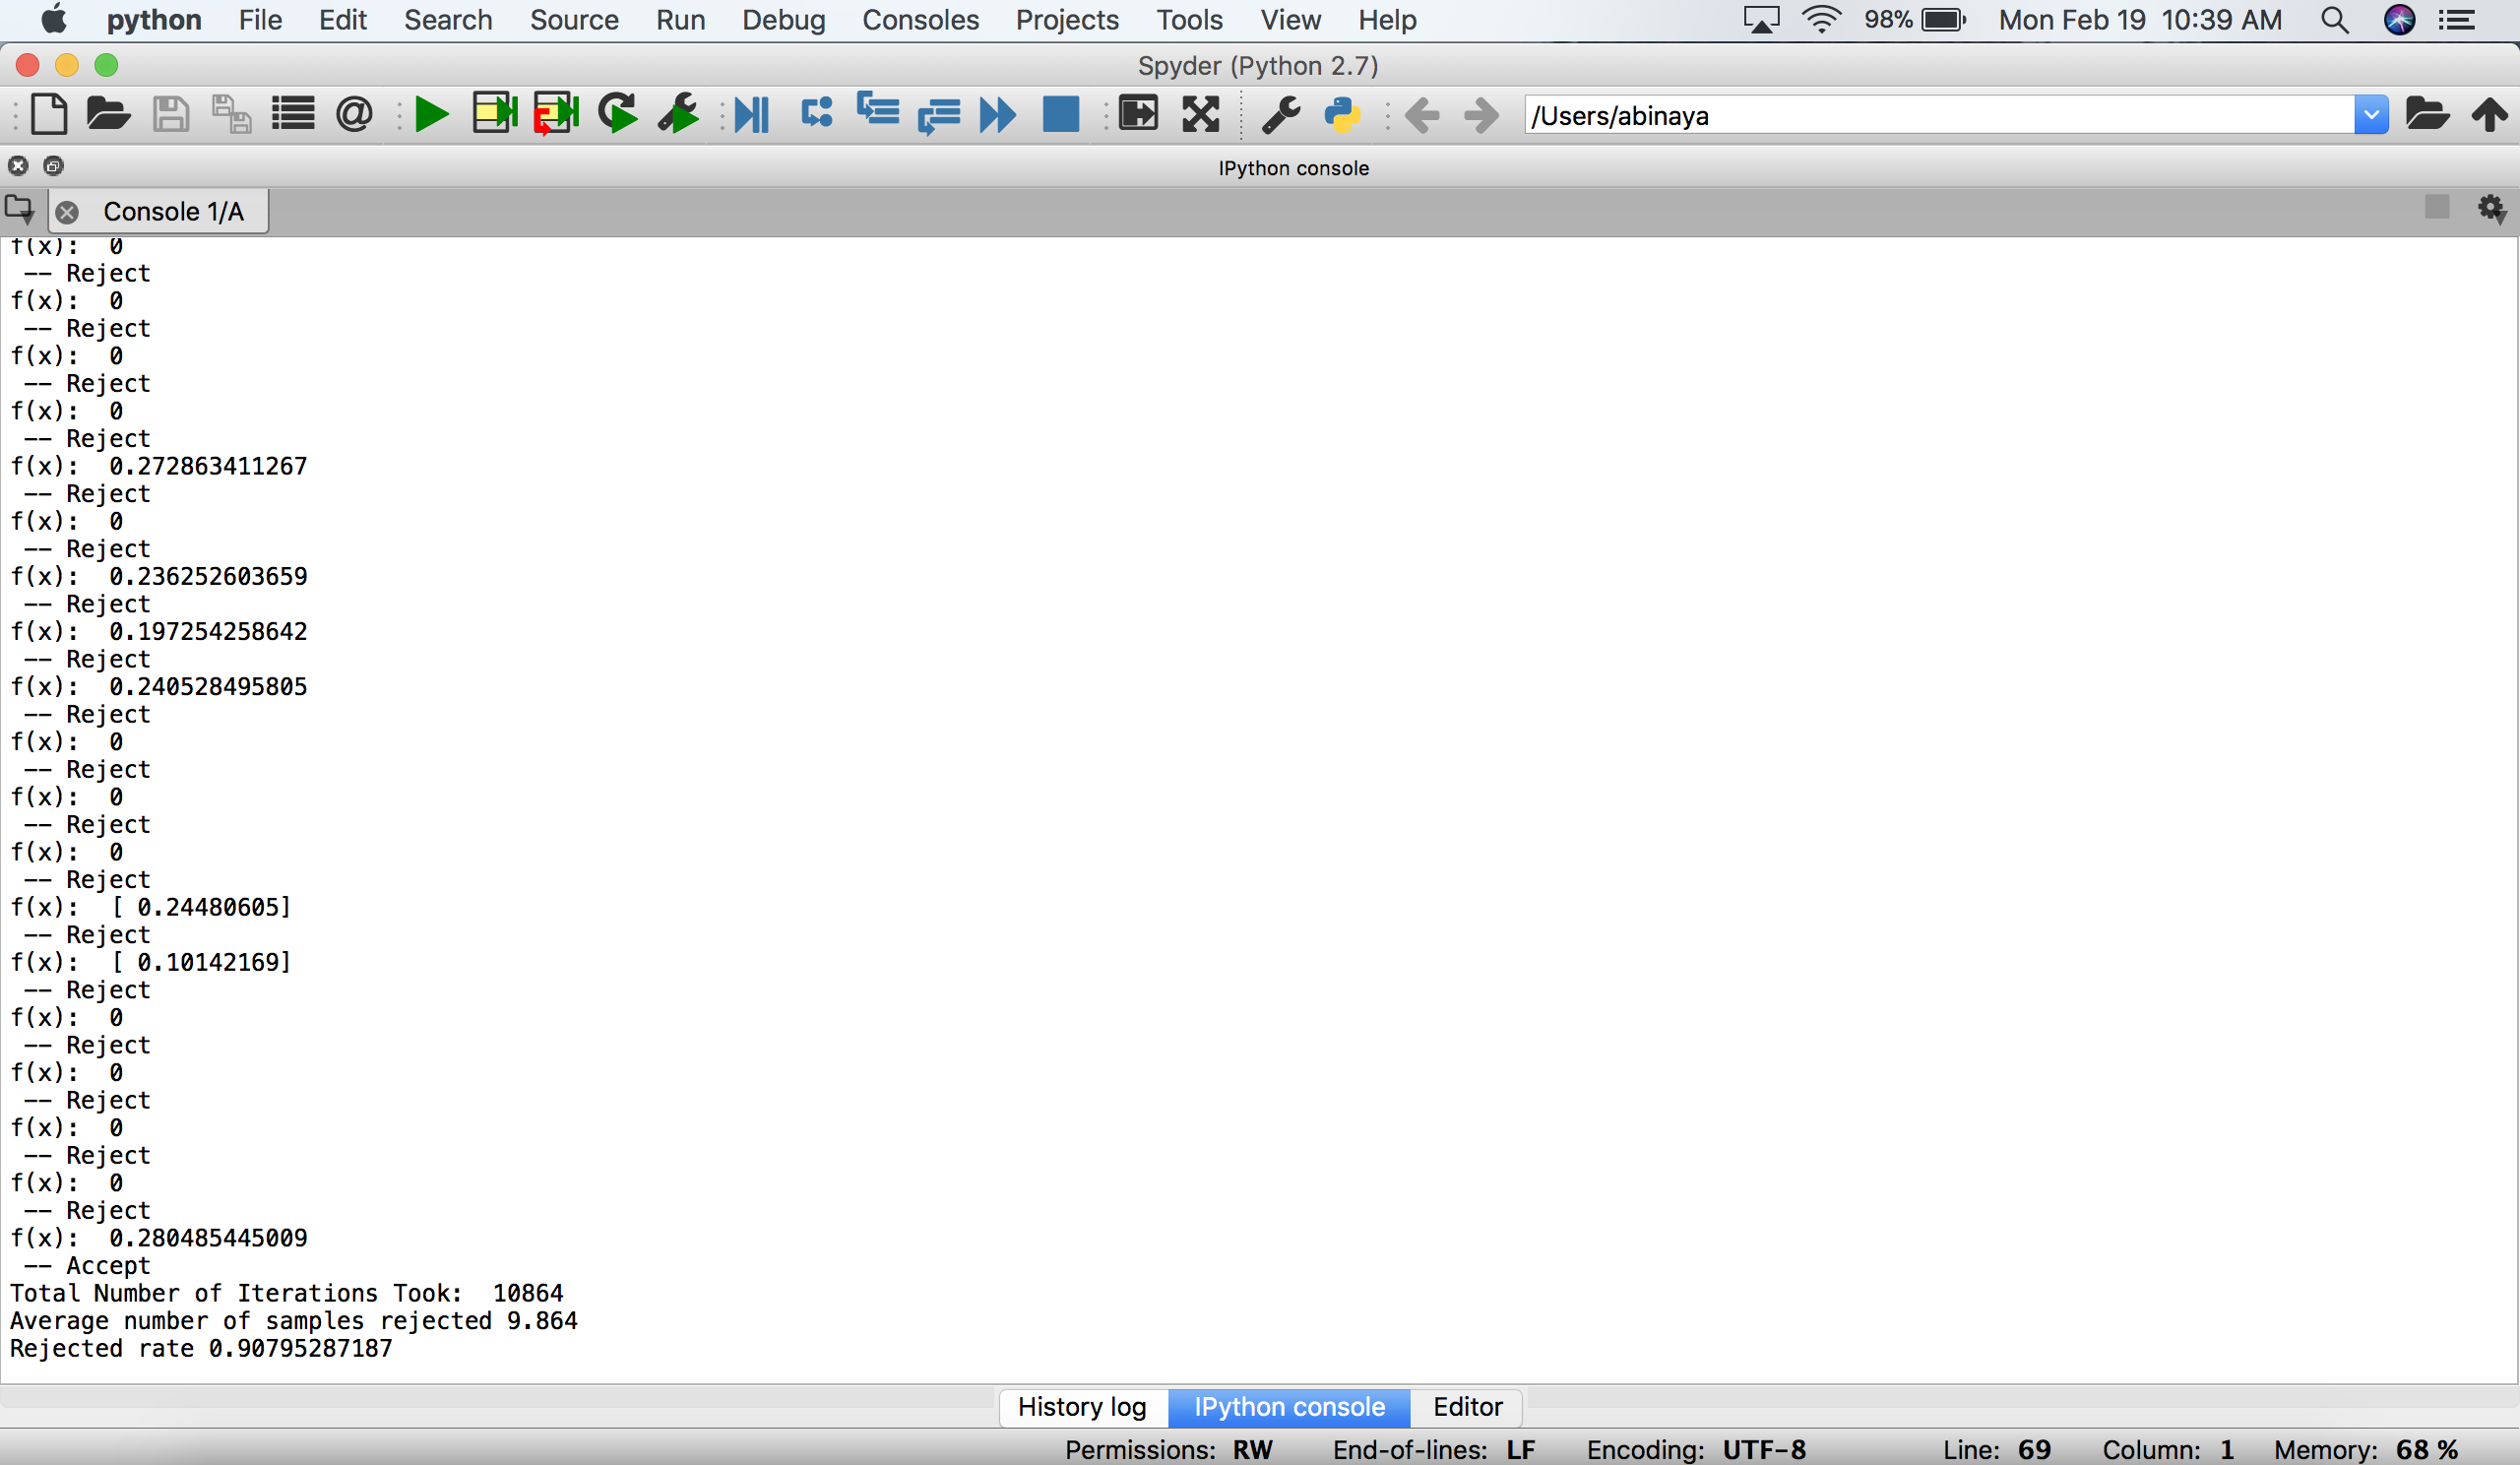 python File Edit Search Source Run Debug Consoles Projects Tools View Help 98% Mon Feb 19 10:39 AM
Spyder (Python 2.7)
/Users/abinaya
IPython console
Console 1/A
f(x):  0
 -- Reject
f(x):  0
 -- Reject
f(x):  0
 -- Reject
f(x):  0
 -- Reject
f(x):  0.272863411267
 -- Reject
f(x):  0
 -- Reject
f(x):  0.236252603659
 -- Reject
f(x):  0.197254258642
 -- Reject
f(x):  0.240528495805
 -- Reject
f(x):  0
 -- Reject
f(x):  0
 -- Reject
f(x):  0
 -- Reject
f(x):  [ 0.24480605]
 -- Reject
f(x):  [ 0.10142169]
 -- Reject
f(x):  0
 -- Reject
f(x):  0
 -- Reject
f(x):  0
 -- Reject
f(x):  0
 -- Reject
f(x):  0.280485445009
 -- Accept
Total Number of Iterations Took:  10864
Average number of samples rejected 9.864
Rejected rate 0.90795287187
History log IPython console Editor
Permissions: RW End-of-lines: LF Encoding: UTF-8 Line: 69 Column: 1 Memory: 68 %